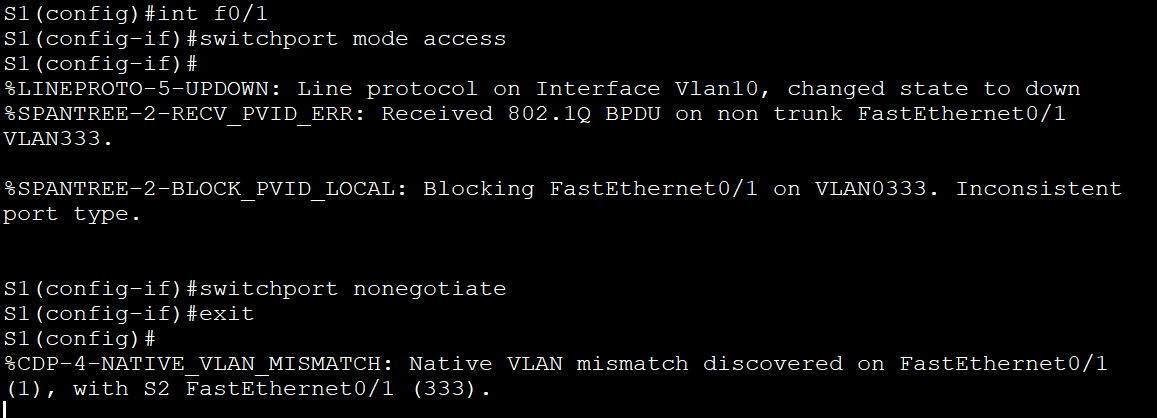 S1(config)#int f0/1
S1(config-if)#switchport mode access
S1(config-if)#
%LINEPROTO-5-UPDOWN: Line protocol on Interface Vlan10, changed state to down
%SPANTREE-2-RECV_PVID_ERR: Received 802.1Q BPDU on non trunk FastEthernet0/1
VLAN333.
%SPANTREE-2-BLOCK_PVID_LOCAL: Blocking FastEthernet0/1 on VLAN0333. Inconsistent
port type.
S1(config-if)#switchport nonegotiate
S1(config-if)#exit
S1(config)#
%CDP-4-NATIVE_VLAN_MISMATCH: Native VLAN mismatch discovered on FastEthernet0/1
(1), with S2 FastEthernet0/1 (333).